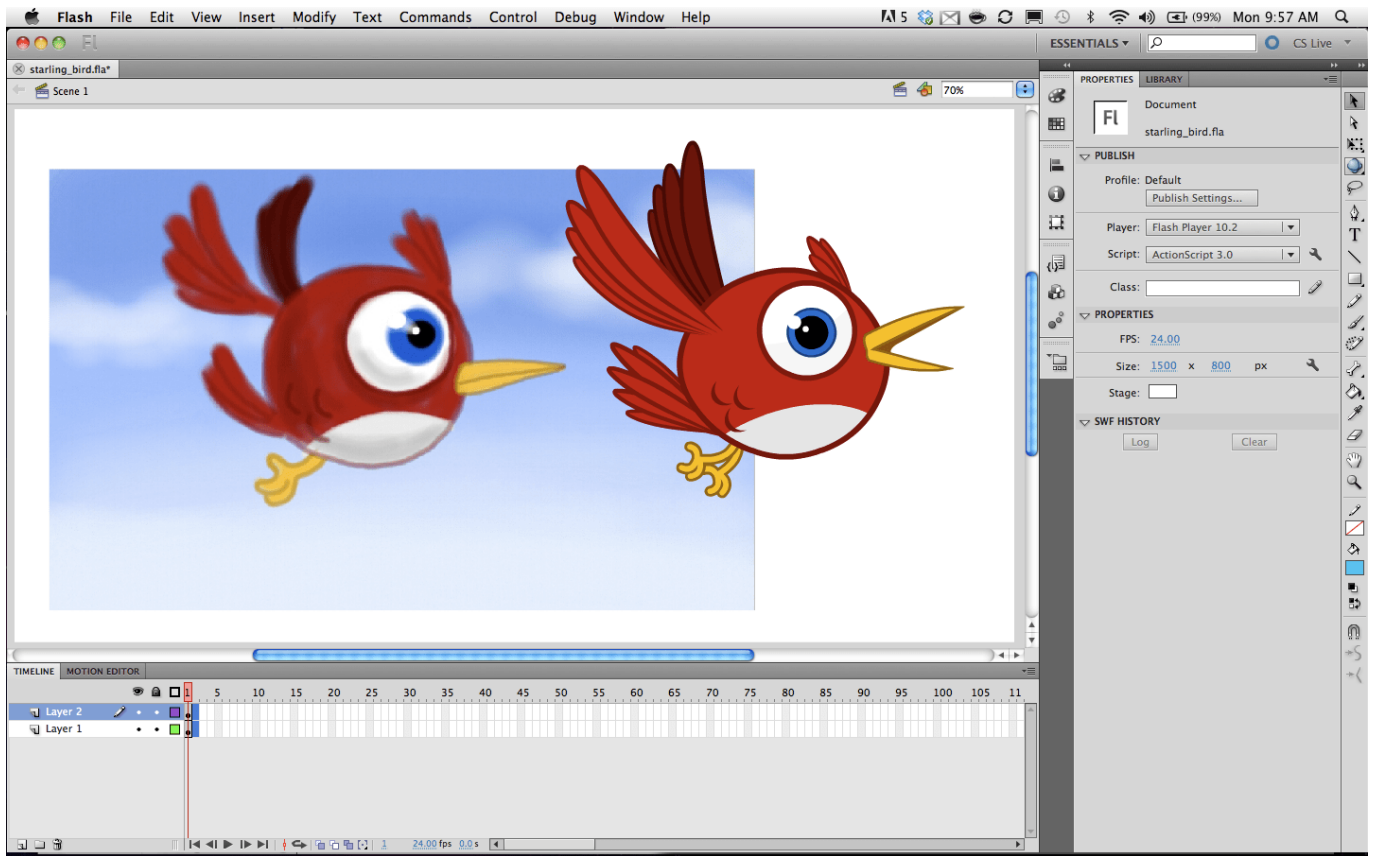 Flash File Edit View Insert Modify Text Commands Control Debug Window Help 5 (99%) Mon 9:57 AM
Fl ESSENTIALS CS Live
starling_bird.fla*
Scene 1 70%
PROPERTIES LIBRARY
Fl
Document
starling_bird.fla
PUBLISH
Profile: Default
Publish Settings...
Player: Flash Player 10.2
Script: ActionScript 3.0
Class:
PROPERTIES
FPS: 24.00
Size: 1500 x 800 px
Stage:
SWF HISTORY
Log Clear
T
TIMELINE MOTION EDITOR
1 5 10 15 20 25 30 35 40 45 50 55 60 65 70 75 80 85 90 95 100 105 11
Layer 2
Layer 1
1 24.00 fps 0.0 s